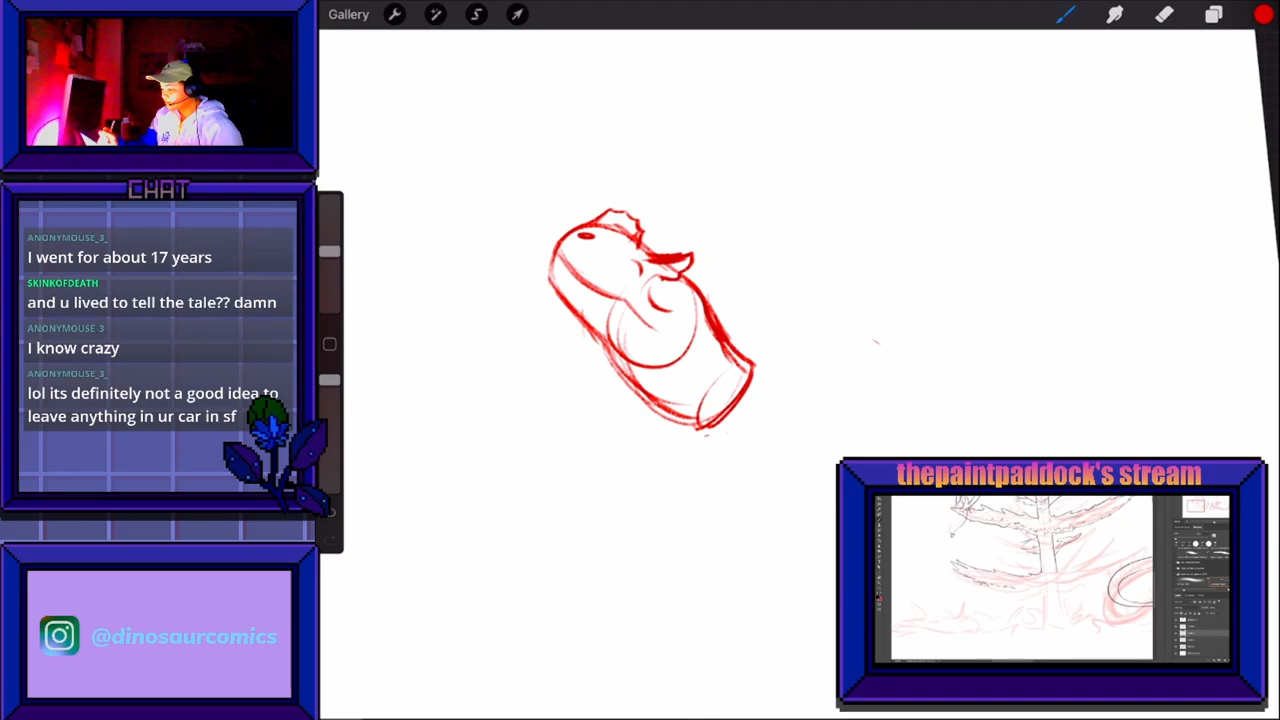 Gallery
CHAT
ANONYMOUSE_3_
I went for about 17 years
SKINKOFDEATH
and u lived to tell the tale?? damn
ANONYMOUSE_3_
I know crazy
ANONYMOUSE_3_
lol its definitely not a good idea to
leave anything in ur car in sf
@dinosaurcomics
thepaintpaddock's stream